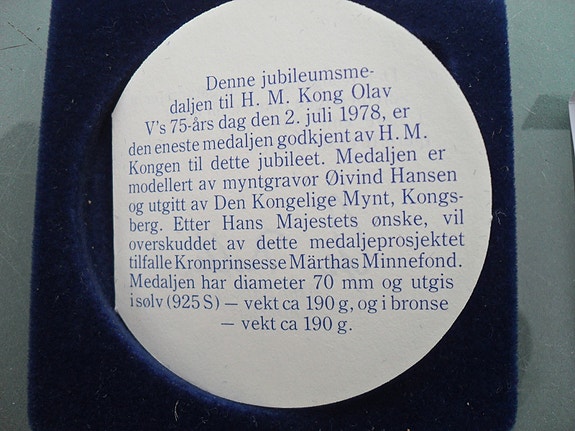 Denne jubileumsme-
daljen til H. M. Kong Olav
V's 75-års dag den 2. juli 1978, er
den eneste medaljen godkjent av H. M.
Kongen til dette jubileet. Medaljen er
modellert av myntgravør Øivind Hansen
og utgitt av Den Kongelige Mynt, Kongs-
berg. Etter Hans Majestets ønske, vil
overskuddet av dette medaljeprosjektet
tilfalle Kronprinsesse Märthas Minnefond.
Medaljen har diameter 70 mm og utgis
i sølv (925 S) — vekt ca 190 g, og i bronse
— vekt ca 190 g.